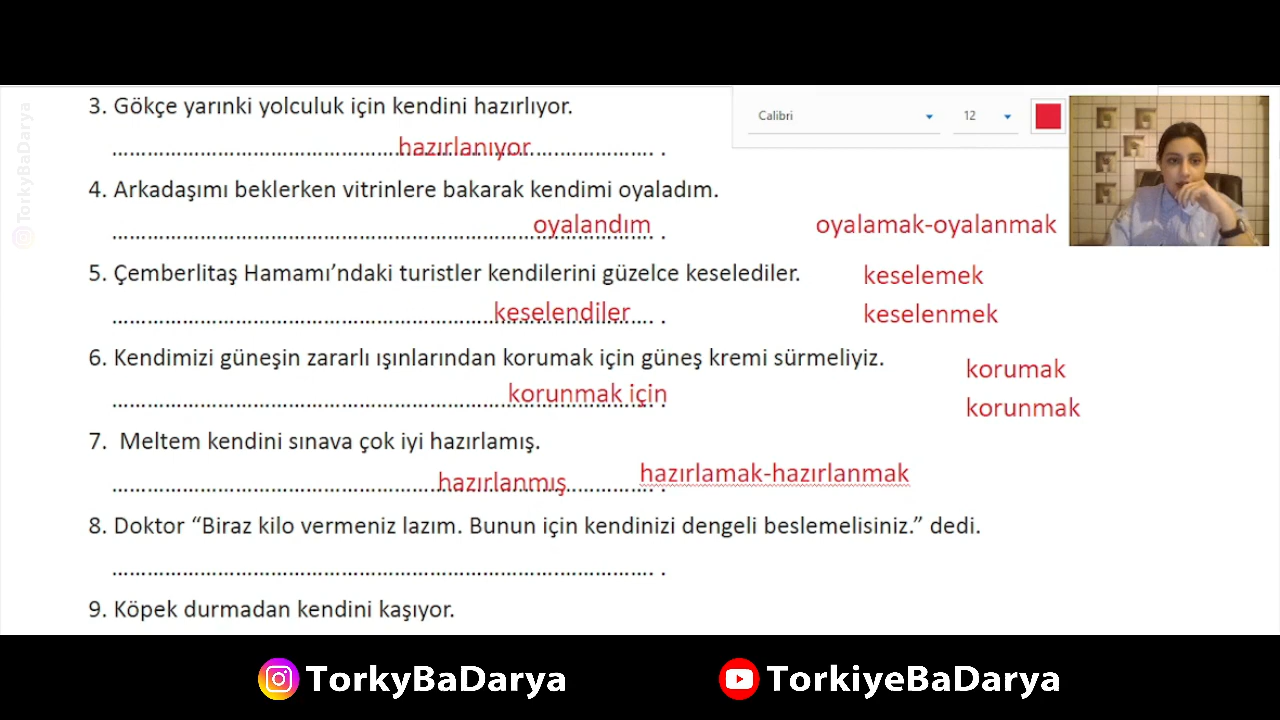 3. Gökçe yarınki yolculuk için kendini hazırlıyor.
hazırlanıyor
4. Arkadaşımı beklerken vitrinlere bakarak kendimi oyaladım.
oyalandım
oyalamak-oyalanmak
5. Çemberlitaş Hamamı’ndaki turistler kendilerini güzelce keselediler.
keselemek
keselendiler
keselenmek
6. Kendimizi güneşin zararlı ışınlarından korumak için güneş kremi sürmeliyiz.
korumak
korunmak için
korunmak
7. Meltem kendini sınava çok iyi hazırlamış.
hazırlanmış
hazırlamak-hazırlanmak
8. Doktor “Biraz kilo vermeniz lazım. Bunun için kendinizi dengeli beslemelisiniz.” dedi.
9. Köpek durmadan kendini kaşıyor.
Calibri
12
TorkyBaDarya
TorkyBaDarya
TorkiyeBaDarya